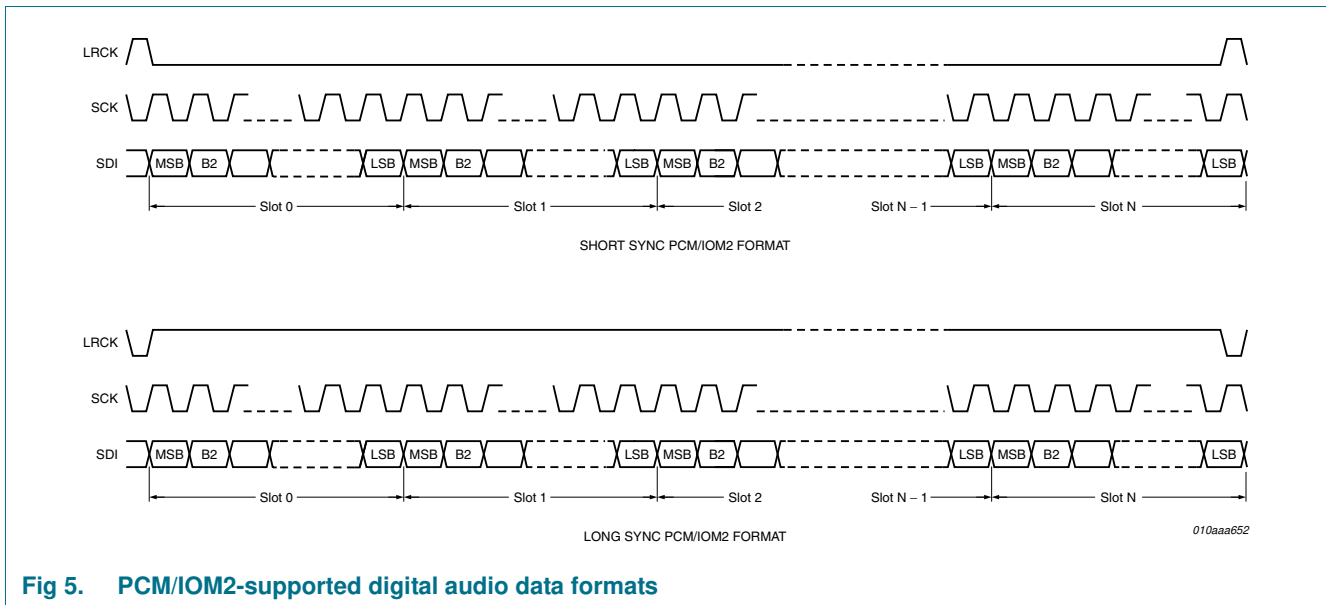 LRCK
SCK
SDI MSB B2 LSB MSB B2 LSB MSB B2 LSB MSB B2 LSB
Slot 0 Slot 1 Slot 2 Slot N − 1 Slot N
SHORT SYNC PCM/IOM2 FORMAT
LRCK
SCK
SDI MSB B2 LSB MSB B2 LSB MSB B2 LSB MSB B2 LSB
Slot 0 Slot 1 Slot 2 Slot N − 1 Slot N
LONG SYNC PCM/IOM2 FORMAT 010aaa652
Fig 5. PCM/IOM2-supported digital audio data formats